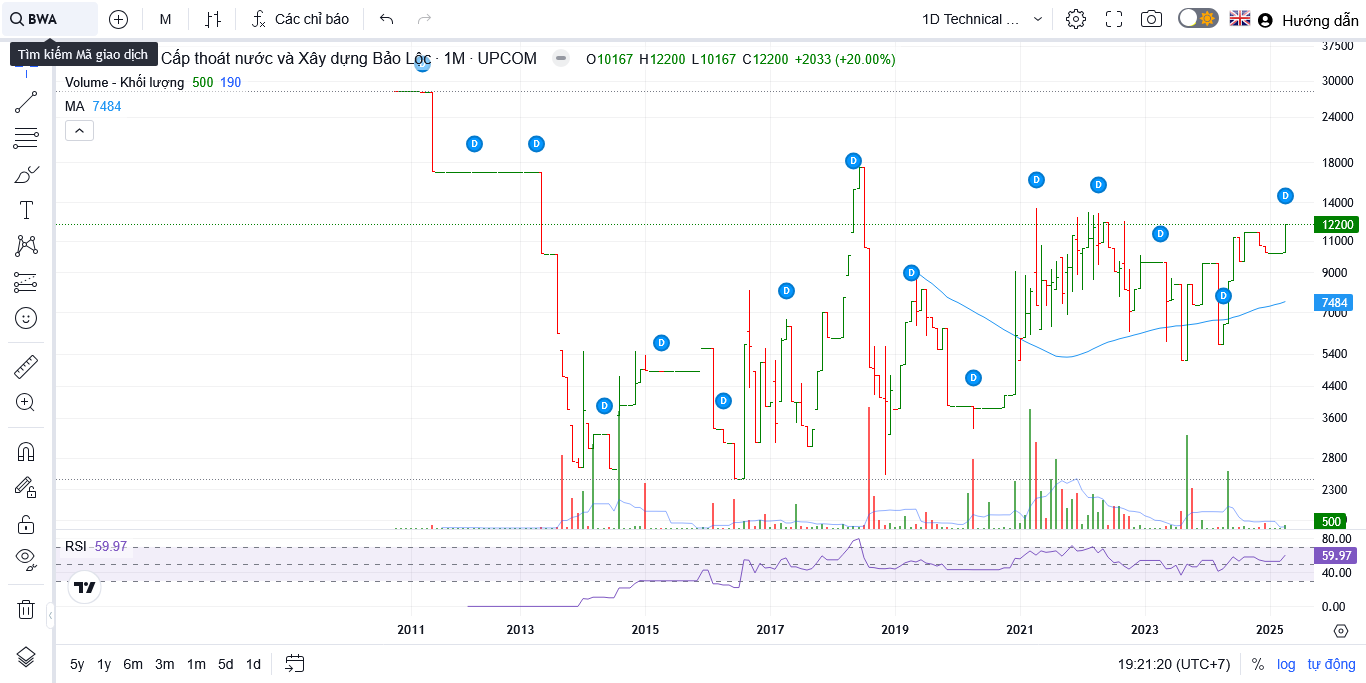 BWA
M
Các chỉ báo
1D Technical ...
Hướng dẫn
Tìm kiếm Mã giao dịch
Cấp thoát nước và Xây dựng Bảo Lộc · 1M · UPCOM
O10167 H12200 L10167 C12200 +2033 (+20.00%)
Volume - Khối lượng 500 190
MA 7484
37500
30000
24000
18000
14000
12200
11000
9000
7484
7000
5400
4400
3600
2800
2300
500
D
D
D
D
D
D
D
D
D
D
D
D
D
D
RSI 59.97
80.00
59.97
40.00
0.00
2011 2013 2015 2017 2019 2021 2023 2025
5y 1y 6m 3m 1m 5d 1d
19:21:20 (UTC+7) % log tự động